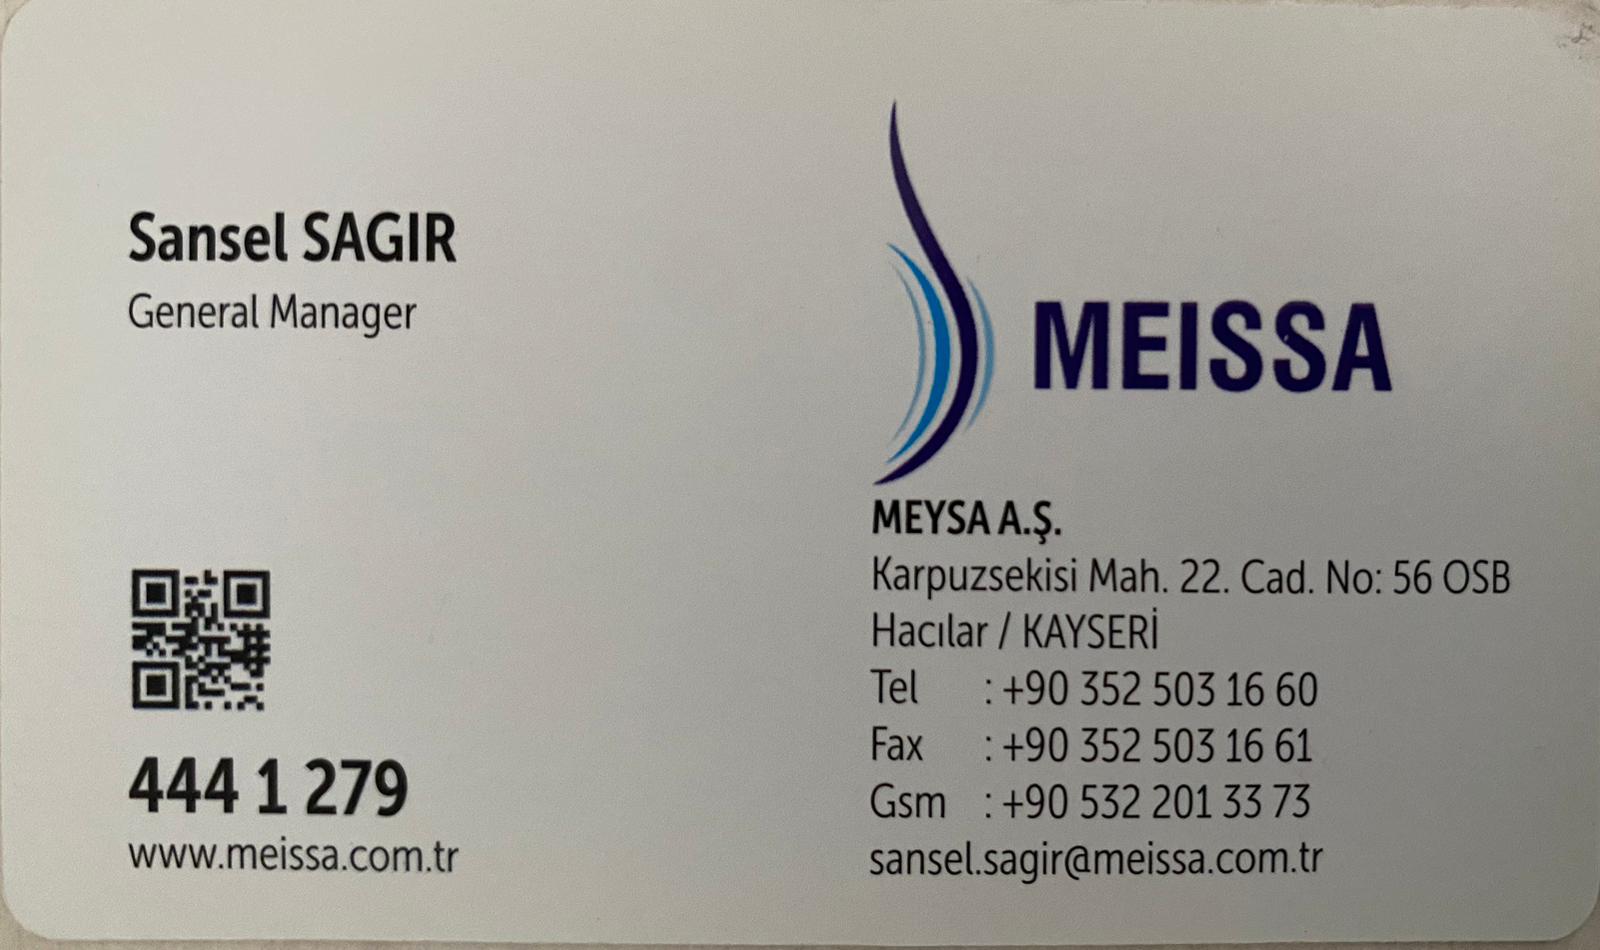 Sansel SAGIR
General Manager
444 1 279
www.meissa.com.tr
MEISSA
MEYSA A.Ş.
Karpuzsekisi Mah. 22. Cad. No: 56 OSB
Hacılar / KAYSERİ
Tel : +90 352 503 16 60
Fax : +90 352 503 16 61
Gsm : +90 532 201 33 73
sansel.sagir@meissa.com.tr